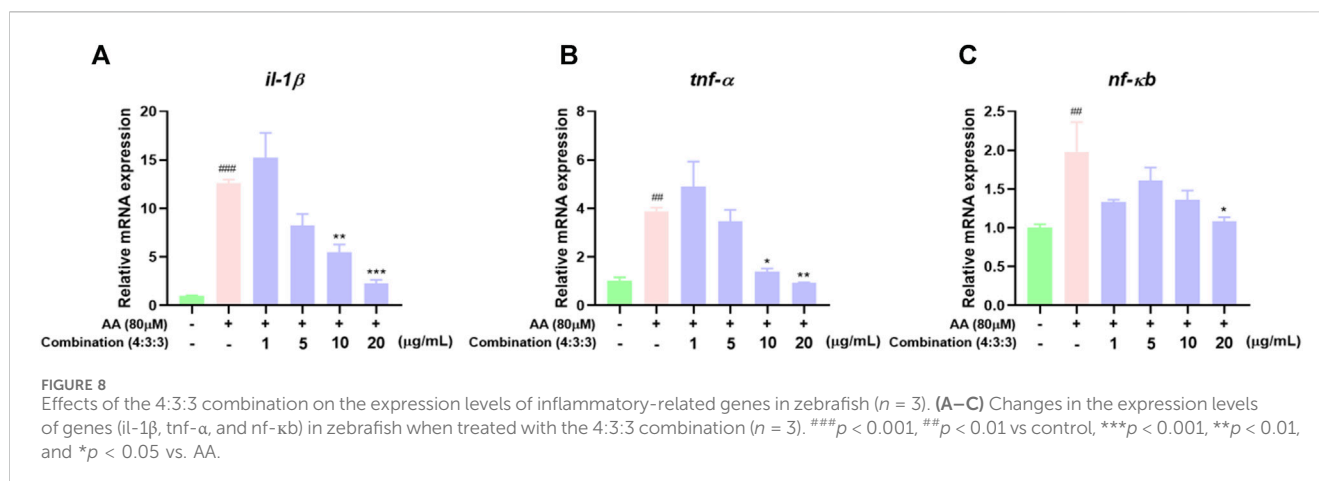 A
B
C
il-1β
tnf-α
nf-κb
Relative mRNA expression
20
15
10
5
0
###
**
***
AA (80μM) - + + + + +
Combination (4:3:3) - - 1 5 10 20 (μg/mL)
Relative mRNA expression
8
6
4
2
0
##
*
**
AA (80μM) - + + + + +
Combination (4:3:3) - - 1 5 10 20 (μg/mL)
Relative mRNA expression
2.5
2.0
1.5
1.0
0.5
0.0
##
*
AA (80μM) - + + + + +
Combination (4:3:3) - - 1 5 10 20 (μg/mL)
FIGURE 8
Effects of the 4:3:3 combination on the expression levels of inflammatory-related genes in zebrafish (n = 3). (A–C) Changes in the expression levels
of genes (il-1β, tnf-α, and nf-κb) in zebrafish when treated with the 4:3:3 combination (n = 3). ###p < 0.001, ##p < 0.01 vs control, ***p < 0.001, **p < 0.01,
and *p < 0.05 vs. AA.